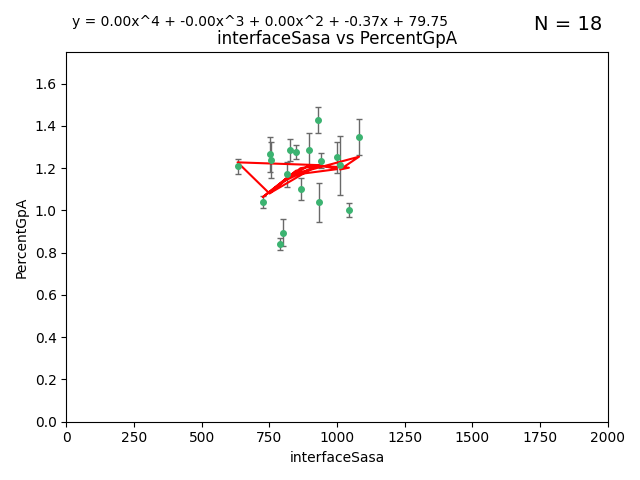 y = 0.00x^4 + -0.00x^3 + 0.00x^2 + -0.37x + 79.75
N = 18
interfaceSasa vs PercentGpA
PercentGpA
1.6
1.4
1.2
1.0
0.8
0.6
0.4
0.2
0.0
0 250 500 750 1000 1250 1500 1750 2000
interfaceSasa